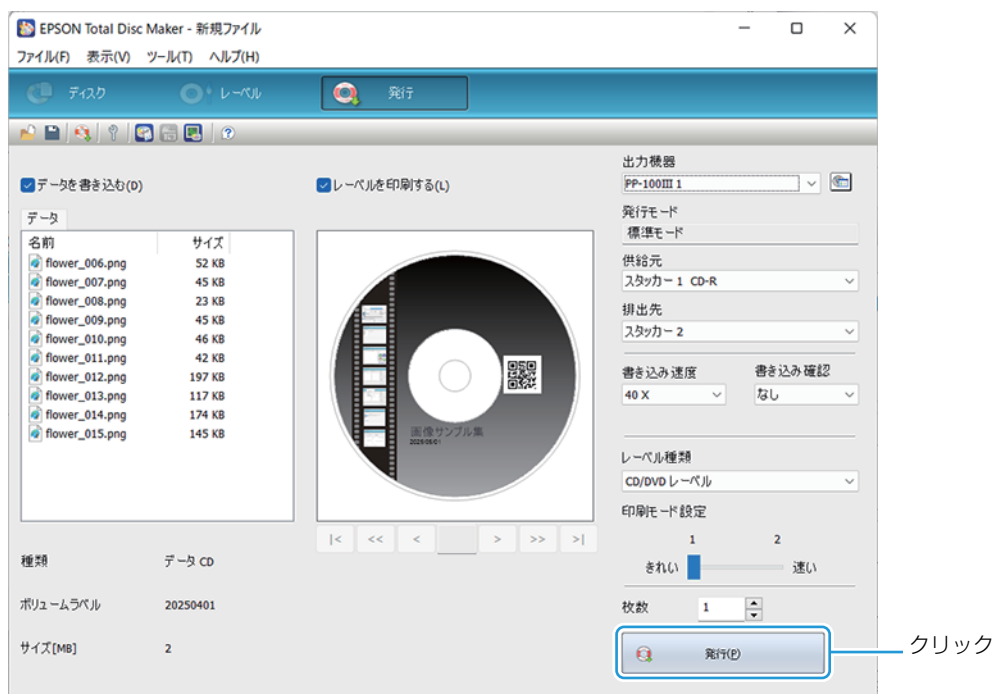 EPSON Total Disc Maker - 新規ファイル
ファイル(F) 表示(V) ツール(T) ヘルプ(H)
ディスク レーベル 発行
データを書き込む(D)
データ
名前 サイズ
flower_006.png 52 KB
flower_007.png 45 KB
flower_008.png 23 KB
flower_009.png 45 KB
flower_010.png 46 KB
flower_011.png 42 KB
flower_012.png 197 KB
flower_013.png 117 KB
flower_014.png 174 KB
flower_015.png 145 KB
種類 データ CD
ボリュームラベル 20250401
サイズ[MB] 2
レーベルを印刷する(L)
画像サンプル集
|< << < > >> >|
出力機器
PP-100III 1
発行モード
標準モード
供給元
スタッカー 1 CD-R
排出先
スタッカー 2
書き込み速度 書き込み確認
40 X なし
レーベル種類
CD/DVD レーベル
印刷モード設定
1 2
きれい 速い
枚数 1
発行(P)
クリック